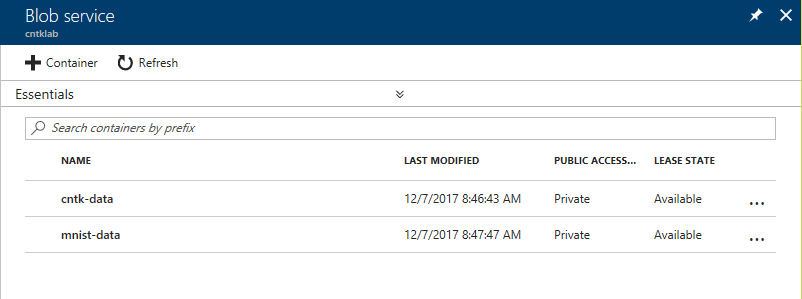 Blob service
cntklab
Container Refresh
Essentials
Search containers by prefix
NAME LAST MODIFIED PUBLIC ACCESS... LEASE STATE
cntk-data 12/7/2017 8:46:43 AM Private Available ...
mnist-data 12/7/2017 8:47:47 AM Private Available ...